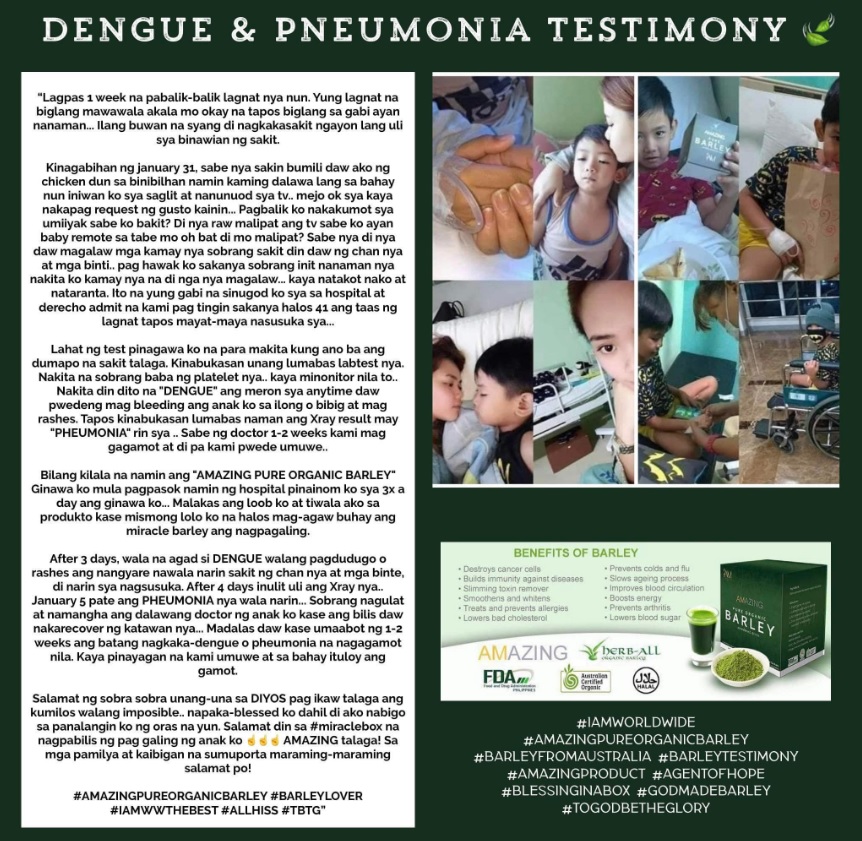 DENGUE & PNEUMONIA TESTIMONY
"Lagpas 1 week na pabalik-balik lagnat nya nun. Yung lagnat na
biglang mawawala akala mo okay na tapos biglang sa gabi ayan
nanaman... Ilang buwan na syang di nagkakasakit ngayon lang uli
sya binawian ng sakit.
Kinagabihan ng january 31, sabe nya sakin bumili daw ako ng
chicken dun sa binibilhan namin kaming dalawa lang sa bahay
nun iniwan ko sya saglit at nanunuod sya tv.. mejo ok sya kaya
nakapag request ng gusto kainin... Pagbalik ko nakakumot sya
umiiyak sabe ko bakit? Di nya raw malipat ang tv sabe ko ayan
baby remote sa tabe mo oh bat di mo malipat? Sabe nya di nya
daw magalaw mga kamay nya sobrang sakit din daw ng chan nya
at mga binti.. pag hawak ko sakanya sobrang init nanaman nya
nakita ko kamay nya na di nga nya magalaw... kaya natakot nako at
nataranta. Ito na yung gabi na sinugod ko sya sa hospital at
derecho admit na kami pag tingin sakanya halos 41 ang taas ng
lagnat tapos mayat-maya nasusuka sya...
Lahat ng test pinagawa ko na para makita kung ano ba ang
dumapo na sakit talaga. Kinabukasan unang lumabas labtest nya.
Nakita na sobrang baba ng platelet nya.. kaya minonitor nila to..
Nakita din dito na "DENGUE" ang meron sya anytime daw
pwedeng mag bleeding ang anak ko sa ilong o bibig at mag
rashes. Tapos kinabukasan lumabas naman ang Xray result may
"PHEUMONIA" rin sya .. Sabe ng doctor 1-2 weeks kami mag
gagamot at di pa kami pwede umuwe..
Bilang kilala na namin ang "AMAZING PURE ORGANIC BARLEY"
Ginawa ko mula pagpasok namin ng hospital pinainom ko sya 3x a
day ang ginawa ko... Malakas ang loob ko at tiwala ako sa
produkto kase mismong lolo ko na halos mag-agaw buhay ang
miracle barley ang nagpagaling.
After 3 days, wala na agad si DENGUE walang pagdudugo o
rashes ang nangyare nawala narin sakit ng chan nya at mga binte,
di narin sya nagsusuka. After 4 days inulit uli ang Xray nya..
January 5 pate ang PHEUMONIA nya wala narin... Sobrang nagulat
at namangha ang dalawang doctor ng anak ko kase ang bilis daw
nakarecover ng katawan nya... Madalas daw kase umaabot ng 1-2
weeks ang batang nagkaka-dengue o pheumonia na nagagamot
nila. Kaya pinayagan na kami umuwe at sa bahay ituloy ang
gamot.
Salamat ng sobra sobra unang-una sa DIYOS pag ikaw talaga ang
kumilos walang imposible.. napaka-blessed ko dahil di ako nabigo
sa panalangin ko ng oras na yun. Salamat din sa #miraclebox na
nagpabilis ng pag galing ng anak ko ☝☝☝ AMAZING talaga! Sa
mga pamilya at kaibigan na sumuporta maraming-maraming
salamat po!
#AMAZINGPUREORGANICBARLEY #BARLEYLOVER
#IAMWWTHEBEST #ALLHISS #TBTG"
AMAZING
PURE
BARLEY
BENEFITS OF BARLEY
• Destroys cancer cells
• Builds immunity against diseases
• Slimming toxin remover
• Smoothens and whitens
• Treats and prevents allergies
• Lowers bad cholesterol
• Prevents colds and flu
• Slows ageing process
• Improves blood circulation
• Boosts energy
• Prevents arthritis
• Lowers blood sugar
AMAZING
HERB-ALL
ORGANIC BARLEY
FDA
Food and Drug Administration
PHILIPPINES
Australian
Certified
Organic
HALAL
AMAZING
PURE ORGANIC
BARLEY
#IAMWORLDWIDE
#AMAZINGPUREORGANICBARLEY
#BARLEYFROMAUSTRALIA #BARLEYTESTIMONY
#AMAZINGPRODUCT #AGENTOFHOPE
#BLESSINGINABOX #GODMADEBARLEY
#TOGODBETHEGLORY